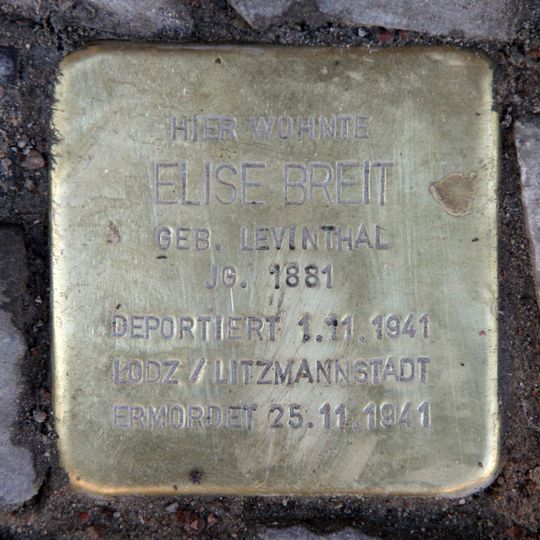 HIER WOHNTE
ELISE BREIT
GEB. LEVINTHAL
JG. 1881
DEPORTIERT 1.11.1941
LODZ / LITZMANNSTADT
ERMORDET 25.11.1941